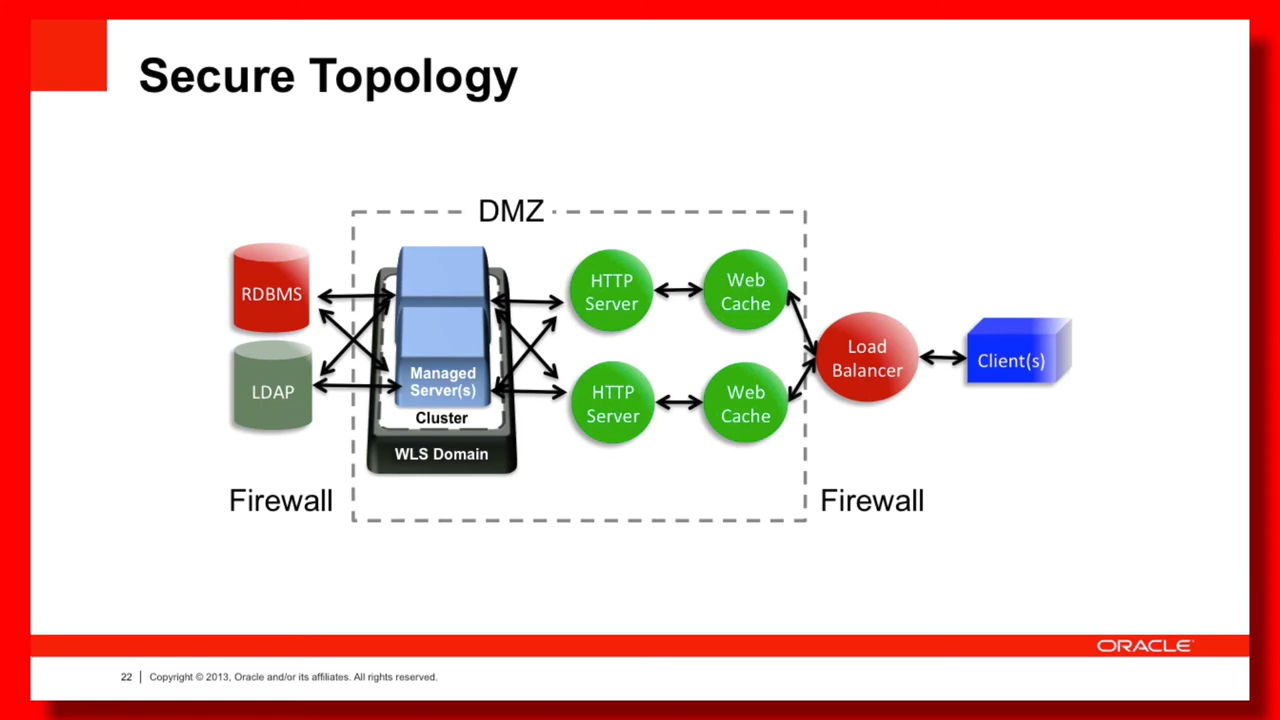 Secure Topology
DMZ
RDBMS
LDAP
Managed
Server(s)
Cluster
WLS Domain
HTTP
Server
HTTP
Server
Web
Cache
Web
Cache
Load
Balancer
Client(s)
Firewall
Firewall
ORACLE
22 | Copyright © 2013, Oracle and/or its affiliates. All rights reserved.